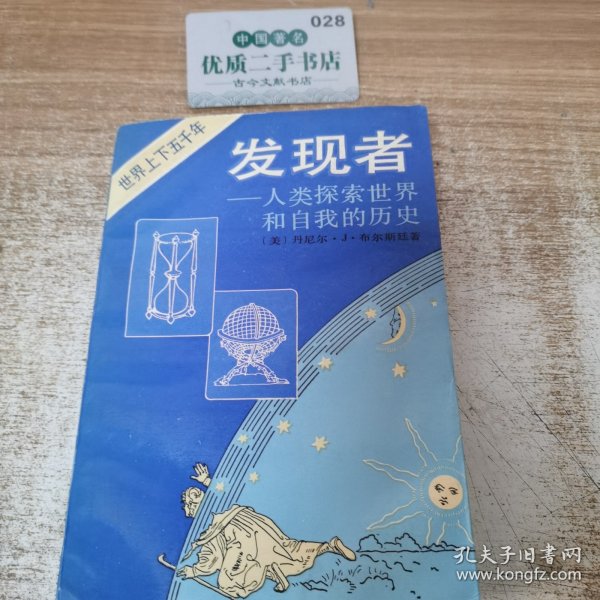 028
中国著名
优质二手书店
古今文献书店
世界上下五千年
发现者
——人类探索世界
和自我的历史
〔美〕丹尼尔·J·布尔斯廷著
孔夫子旧书网
www.kongfz.com